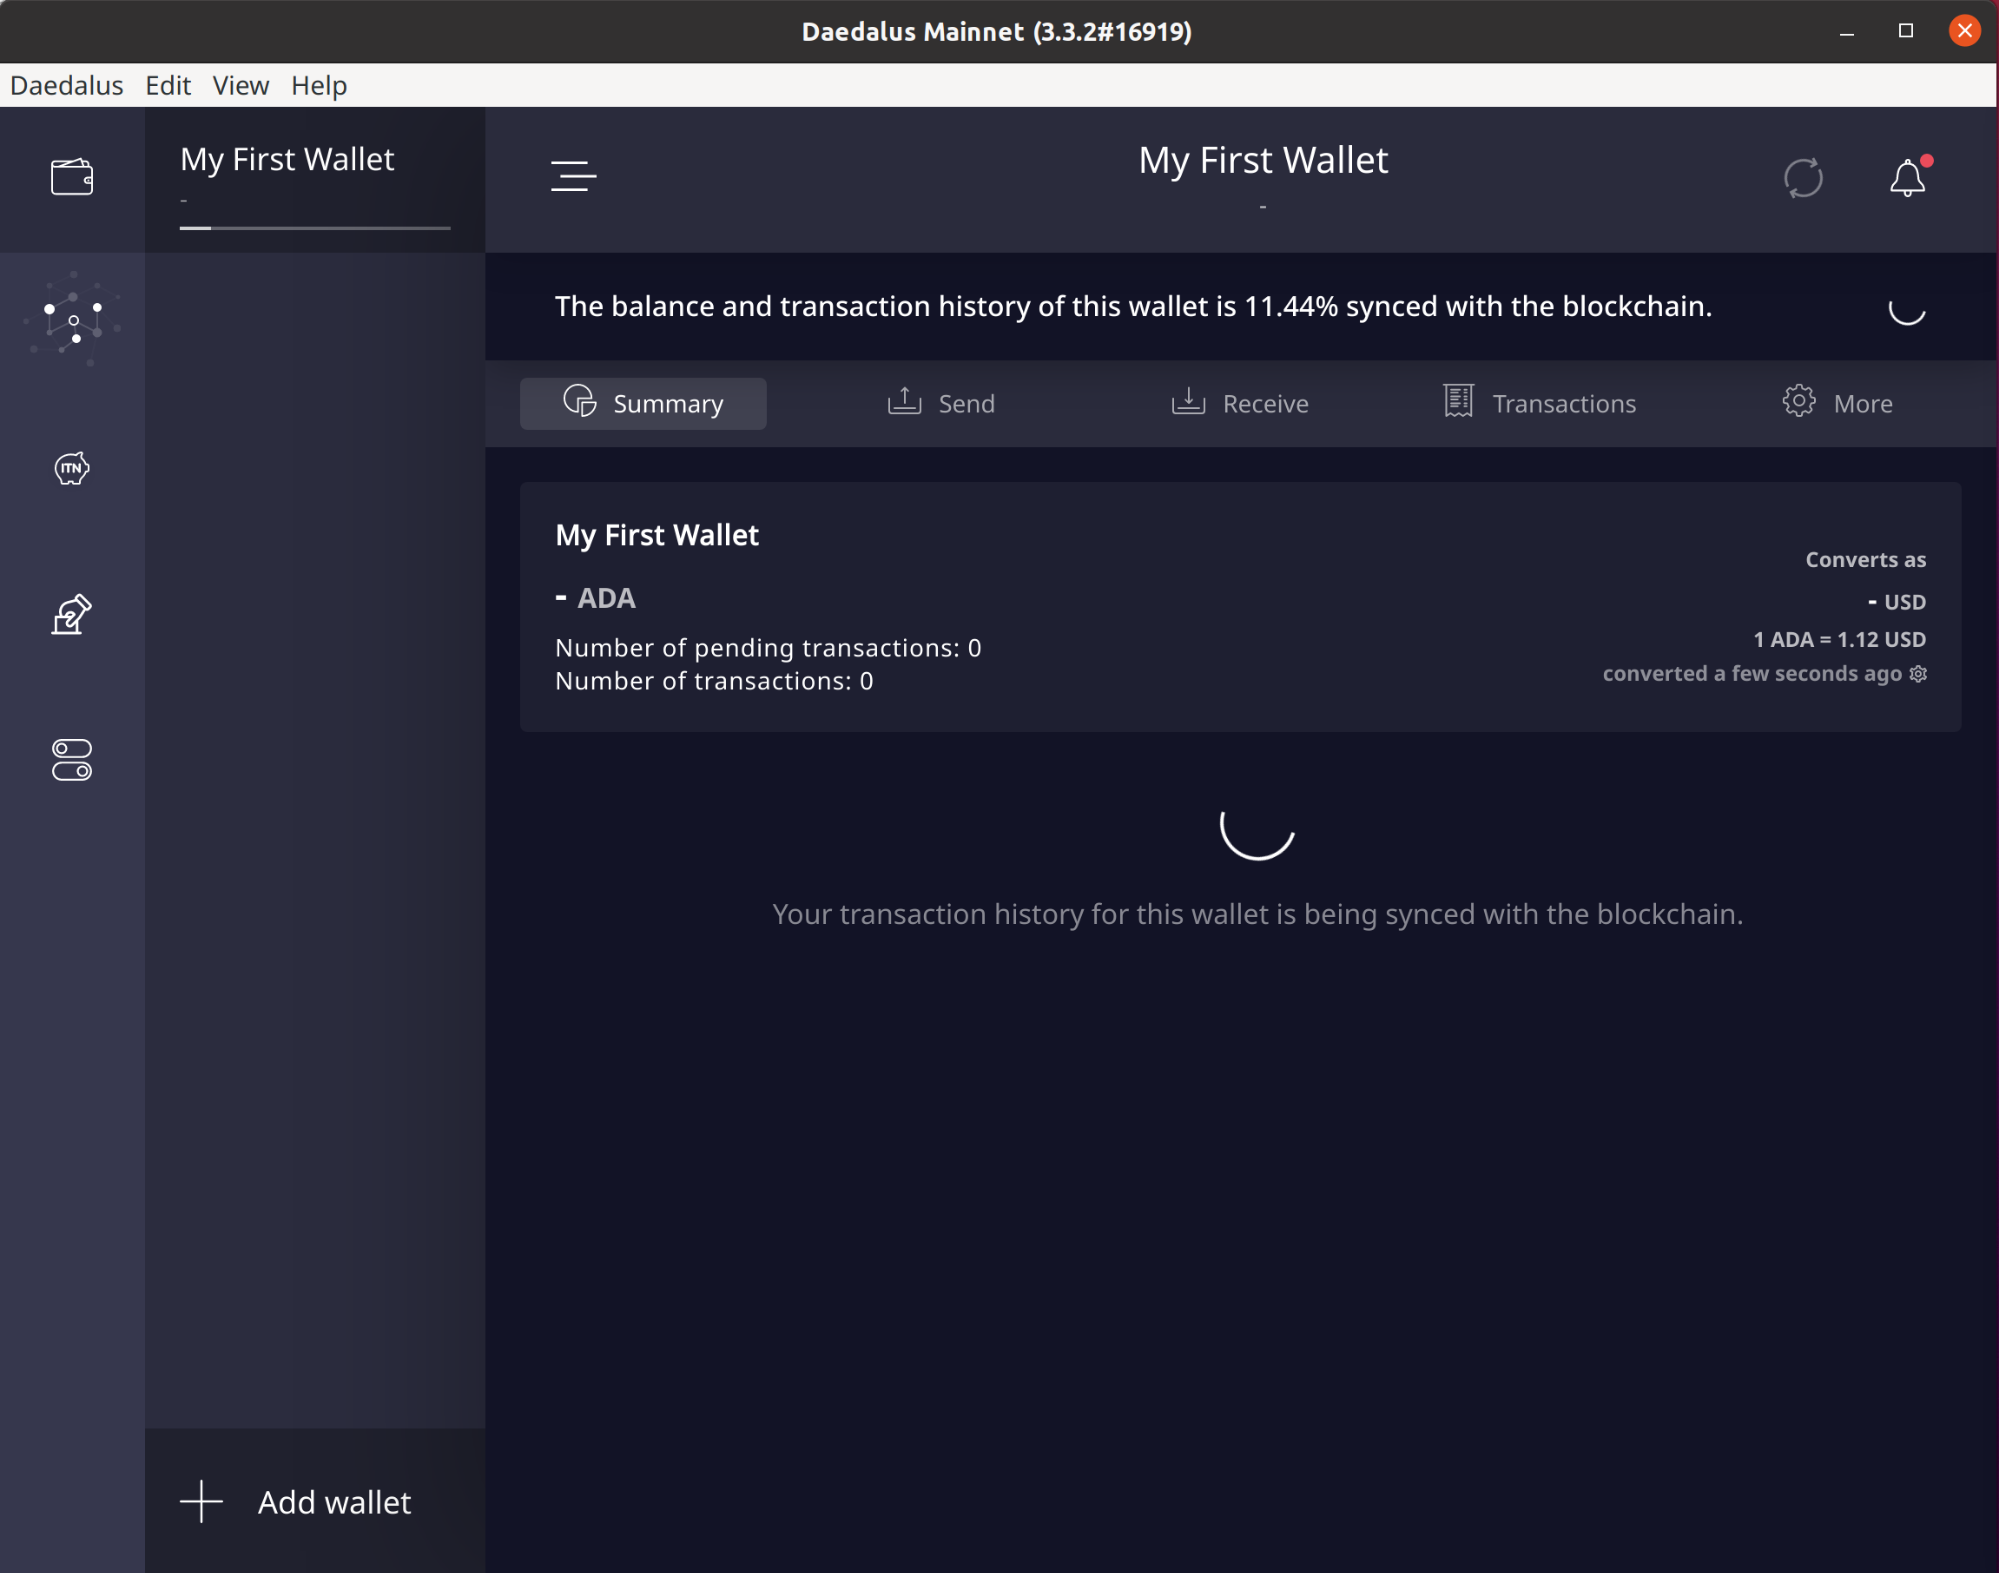 Daedalus Mainnet (3.3.2#16919)
Daedalus Edit View Help
My First Wallet
-
My First Wallet
-
The balance and transaction history of this wallet is 11.44% synced with the blockchain.
Summary Send Receive Transactions More
ITN
My First Wallet
- ADA
Number of pending transactions: 0
Number of transactions: 0
Converts as
- USD
1 ADA = 1.12 USD
converted a few seconds ago
Your transaction history for this wallet is being synced with the blockchain.
Add wallet